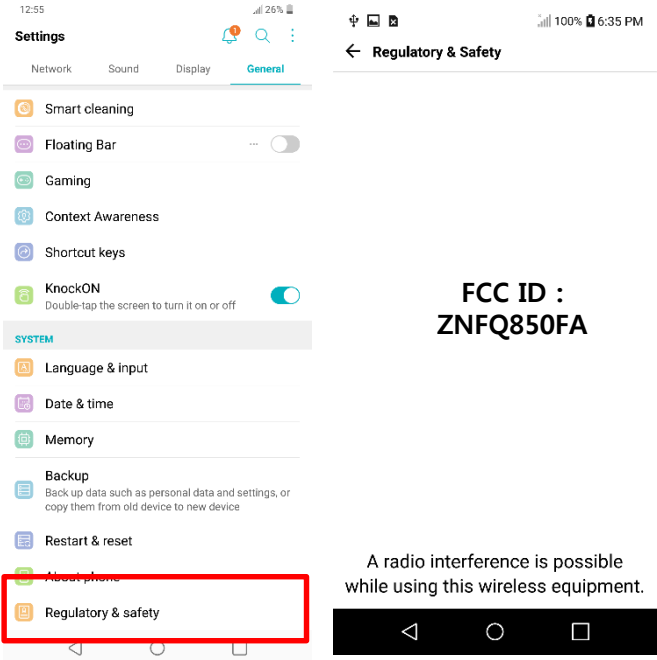 12:55
26%
Settings
1
Network Sound Display General
Smart cleaning
Floating Bar
Gaming
Context Awareness
Shortcut keys
KnockON
Double-tap the screen to turn it on or off
SYSTEM
Language & input
Date & time
Memory
Backup
Back up data such as personal data and settings, or
copy them from old device to new device
Restart & reset
About phone
Regulatory & safety
100% 6:35 PM
Regulatory & Safety
FCC ID :
ZNFQ850FA
A radio interference is possible
while using this wireless equipment.